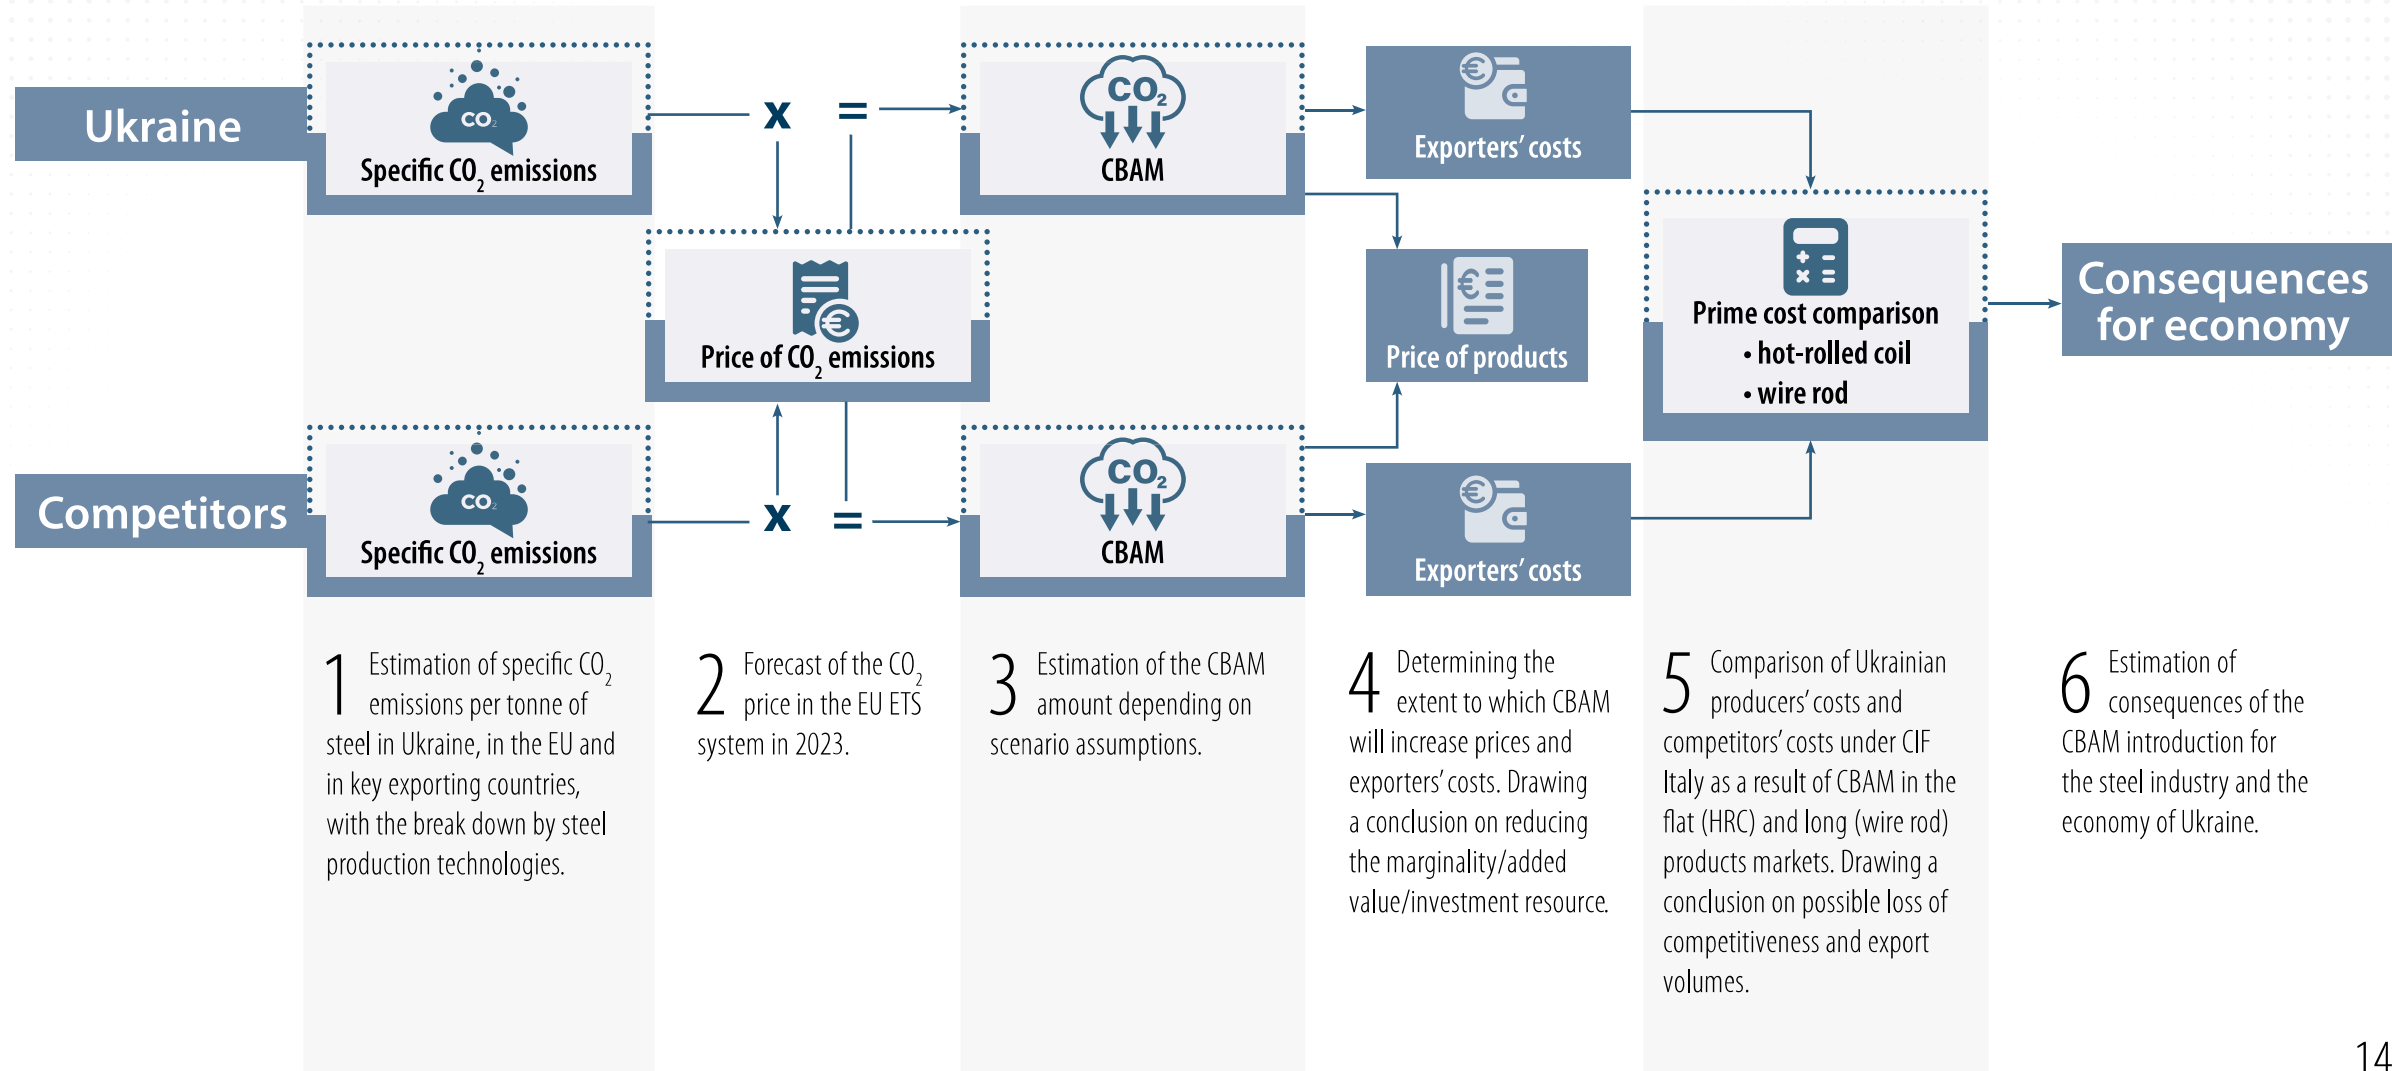 Ukraine
CO2
Specific CO2 emissions
x
=
CO2
CBAM
€
Exporters’ costs
€
Price of CO2 emissions
€
Price of products
Prime cost comparison
• hot-rolled coil
• wire rod
Consequences
for economy
Competitors
CO2
Specific CO2 emissions
x
=
CO2
CBAM
€
Exporters’ costs
1 Estimation of specific CO2
emissions per tonne of
steel in Ukraine, in the EU and
in key exporting countries,
with the break down by steel
production technologies.
2 Forecast of the CO2
price in the EU ETS
system in 2023.
3 Estimation of the CBAM
amount depending on
scenario assumptions.
4 Determining the
extent to which CBAM
will increase prices and
exporters’ costs. Drawing
a conclusion on reducing
the marginality/added
value/investment resource.
5 Comparison of Ukrainian
producers’ costs and
competitors’ costs under CIF
Italy as a result of CBAM in the
flat (HRC) and long (wire rod)
products markets. Drawing a
conclusion on possible loss of
competitiveness and export
volumes.
6 Estimation of
consequences of the
CBAM introduction for
the steel industry and the
economy of Ukraine.
14